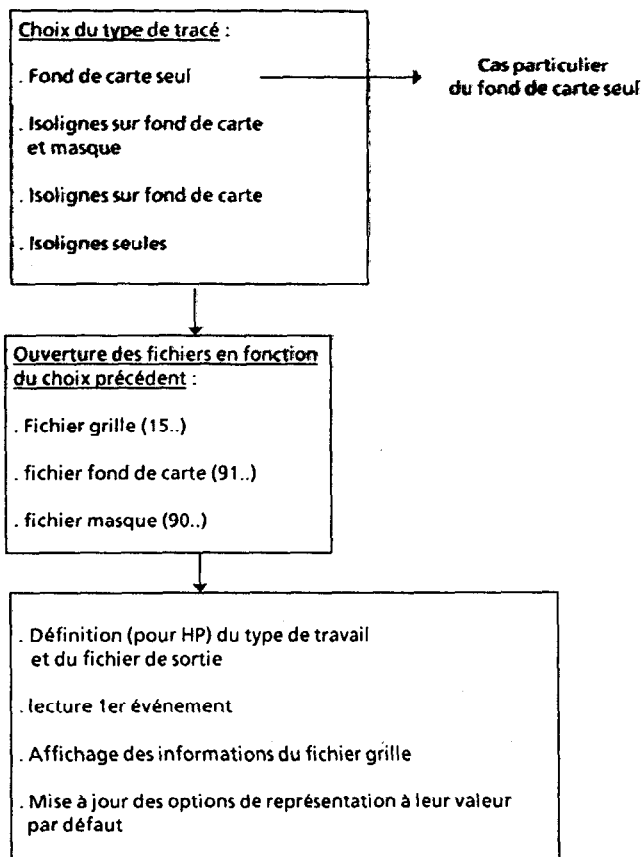 Choix du type de tracé :
. Fond de carte seul
Cas particulier
du fond de carte seul
. Isolignes sur fond de carte
et masque
. Isolignes sur fond de carte
. Isolignes seules
Ouverture des fichiers en fonction
du choix précédent :
. Fichier grille (15..)
. fichier fond de carte (91..)
. fichier masque (90..)
. Définition (pour HP) du type de travail
et du fichier de sortie
. lecture 1er événement
. Affichage des informations du fichier grille
. Mise à jour des options de représentation à leur valeur
par défaut